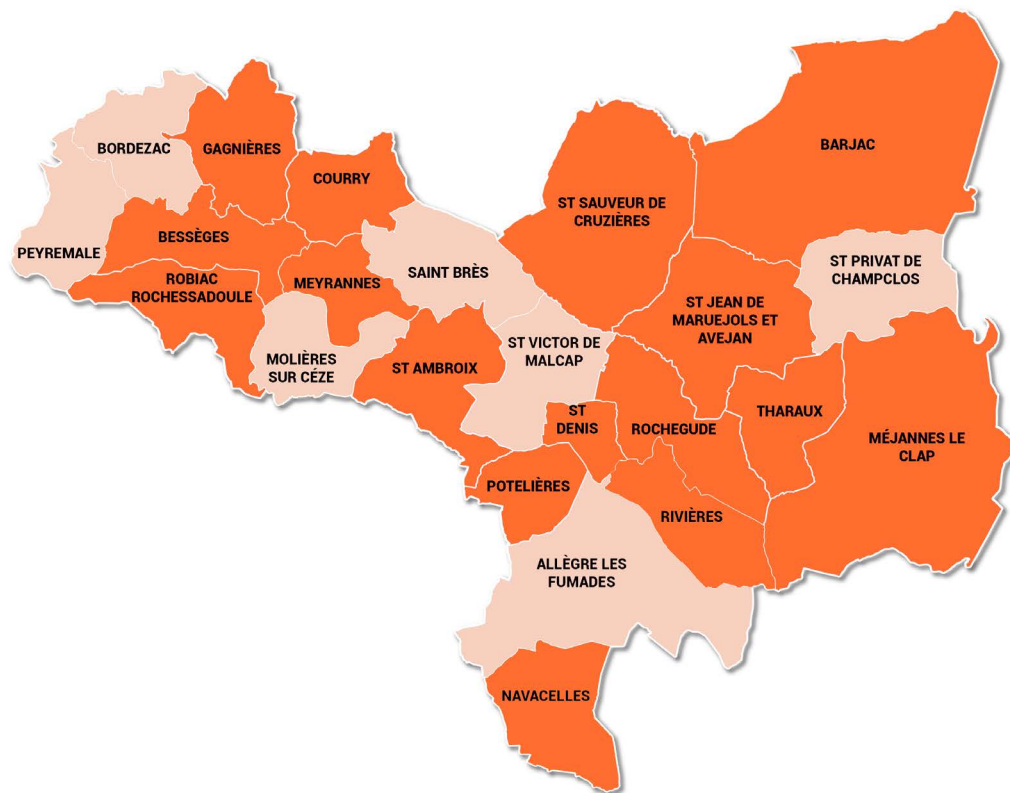 BARJAC
BORDEZAC
GAGNIÈRES
COURRY
ST SAUVEUR DE
CRUZIÈRES
PEYREMALE
BESSÈGES
SAINT BRÈS
ST PRIVAT DE
CHAMPCLOS
ROBIAC
ROCHESSADOULE
MEYRANNES
ST JEAN DE
MARUEJOLS ET
AVEJAN
MOLIÈRES
SUR CÉZE
ST AMBROIX
ST VICTOR DE
MALCAP
ST
DENIS
ROCHEGUDE
THARAUX
MÉJANNES LE
CLAP
POTELIÈRES
RIVIÈRES
ALLÈGRE LES
FUMADES
NAVACELLES